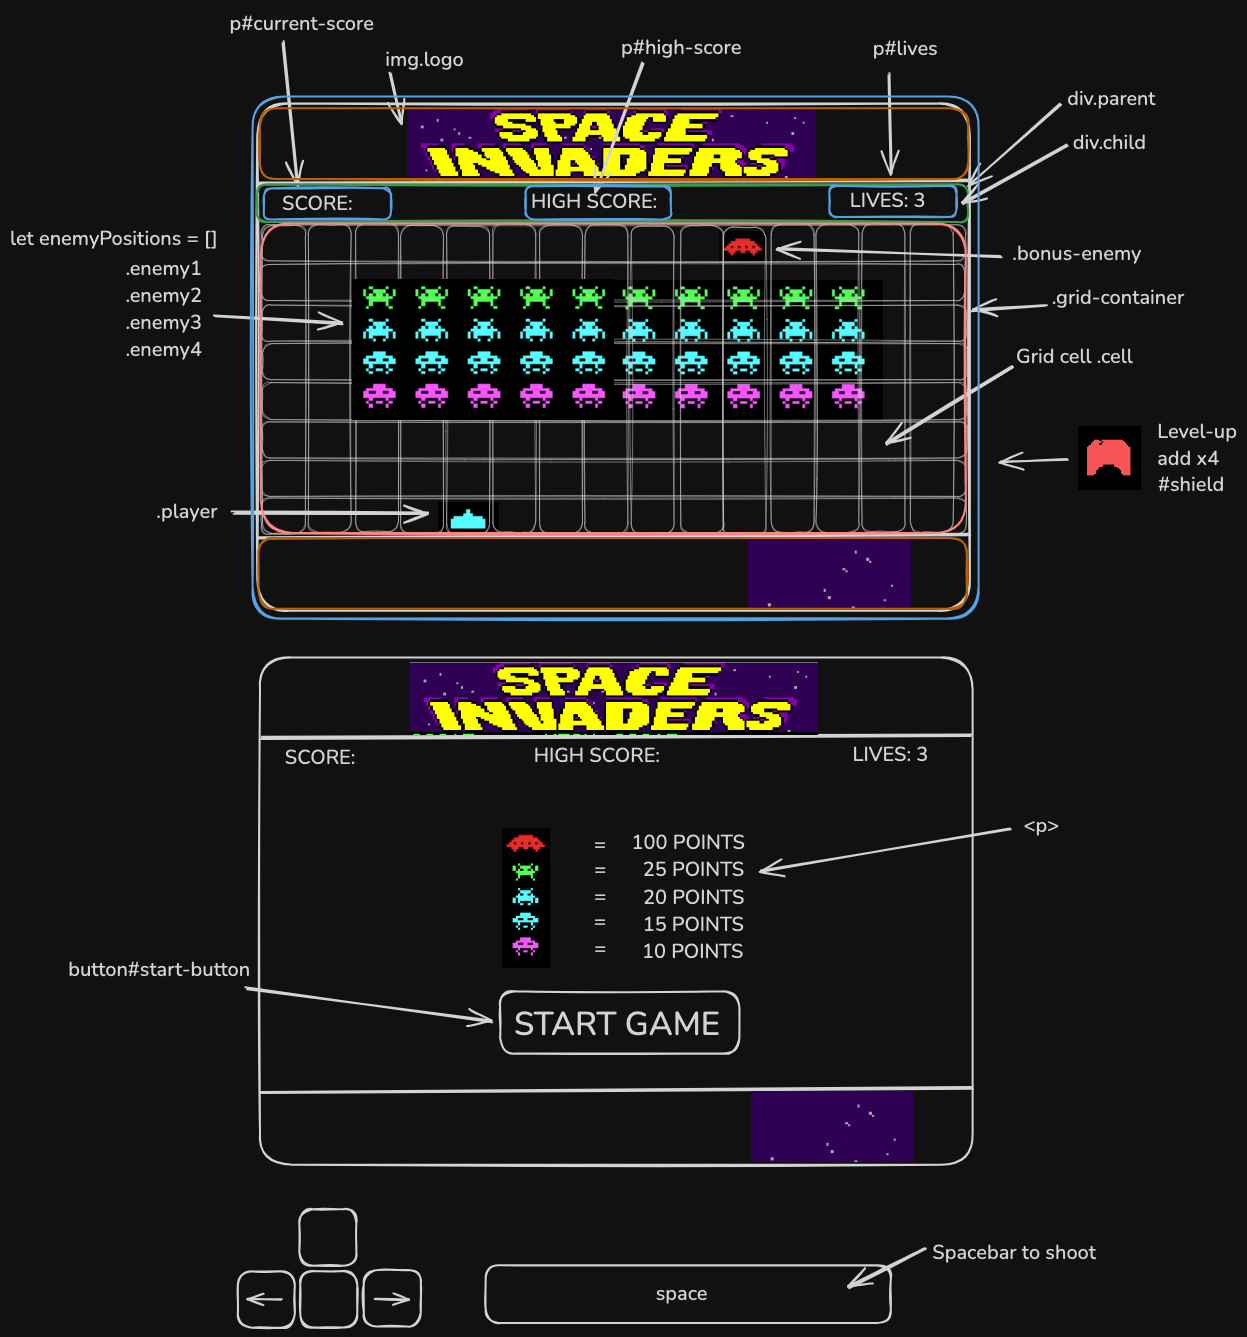 p#current-score
img.logo
p#high-score
p#lives
div.parent
div.child
SPACE
INVADERS
SCORE:
HIGH SCORE:
LIVES: 3
let enemyPositions = []
.enemy1
.enemy2
.enemy3
.enemy4
.bonus-enemy
.grid-container
Grid cell .cell
Level-up
add x4
#shield
.player
SPACE
INVADERS
SCORE:
HIGH SCORE:
LIVES: 3
<p>
= 100 POINTS
= 25 POINTS
= 20 POINTS
= 15 POINTS
= 10 POINTS
button#start-button
START GAME
Spacebar to shoot
space